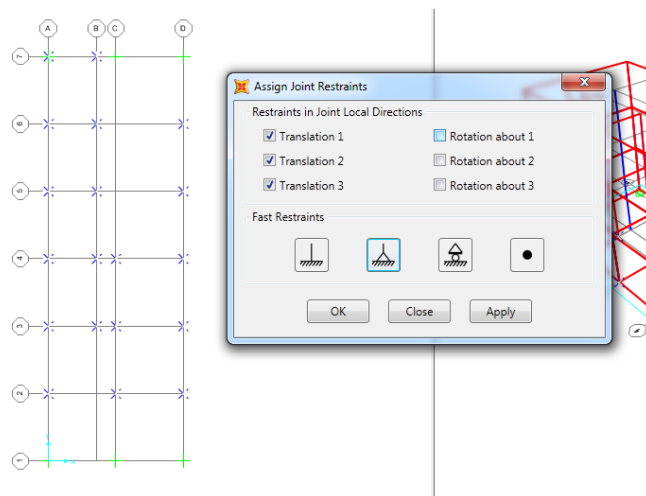 A B C D
7
Assign Joint Restraints
Restraints in Joint Local Directions
6
Translation 1 Rotation about 1
Translation 2 Rotation about 2
5
Translation 3 Rotation about 3
Fast Restraints
4
OK Close Apply
3
2
Y
1
X